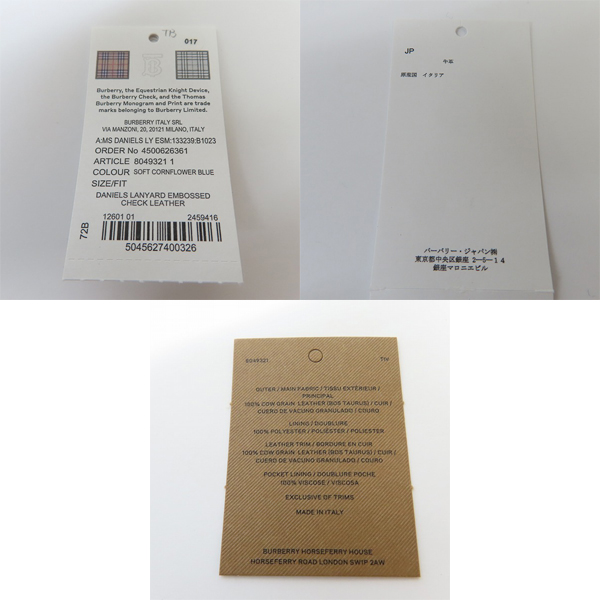 TB
017
Burberry, the Equestrian Knight Device,
the Burberry Check, and the Thomas
Burberry Monogram and Print are trade
marks belonging to Burberry Limited.
BURBERRY ITALY SRL
VIA MANZONI, 20, 20121 MILANO, ITALY
A:MS DANIELS LY ESM:133239:B1023
ORDER No 4500626361
ARTICLE 8049321 1
COLOUR SOFT CORNFLOWER BLUE
SIZE/FIT
DANIELS LANYARD EMBOSSED
CHECK LEATHER
72B
12601 01 2459416
5045627400326
JP
牛革
原産国 イタリア
バーバリー・ジャパン㈱
東京都中央区銀座 2-5-14
銀座マロニエビル
8049321 T14
OUTER / MAIN FABRIC / TISSU EXTÉRIEUR /
PRINCIPAL
100% COW GRAIN LEATHER (BOS TAURUS) / CUIR /
CUERO DE VACUNO GRANULADO / COURO
LINING / DOUBLURE
100% POLYESTER / POLIÉSTER / POLIESTER
LEATHER TRIM / BORDURE EN CUIR
100% COW GRAIN LEATHER (BOS TAURUS) / CUIR /
CUERO DE VACUNO GRANULADO / COURO
POCKET LINING / DOUBLURE POCHE
100% VISCOSE / VISCOSA
EXCLUSIVE OF TRIMS
MADE IN ITALY
BURBERRY HORSEFERRY HOUSE
HORSEFERRY ROAD LONDON SW1P 2AW